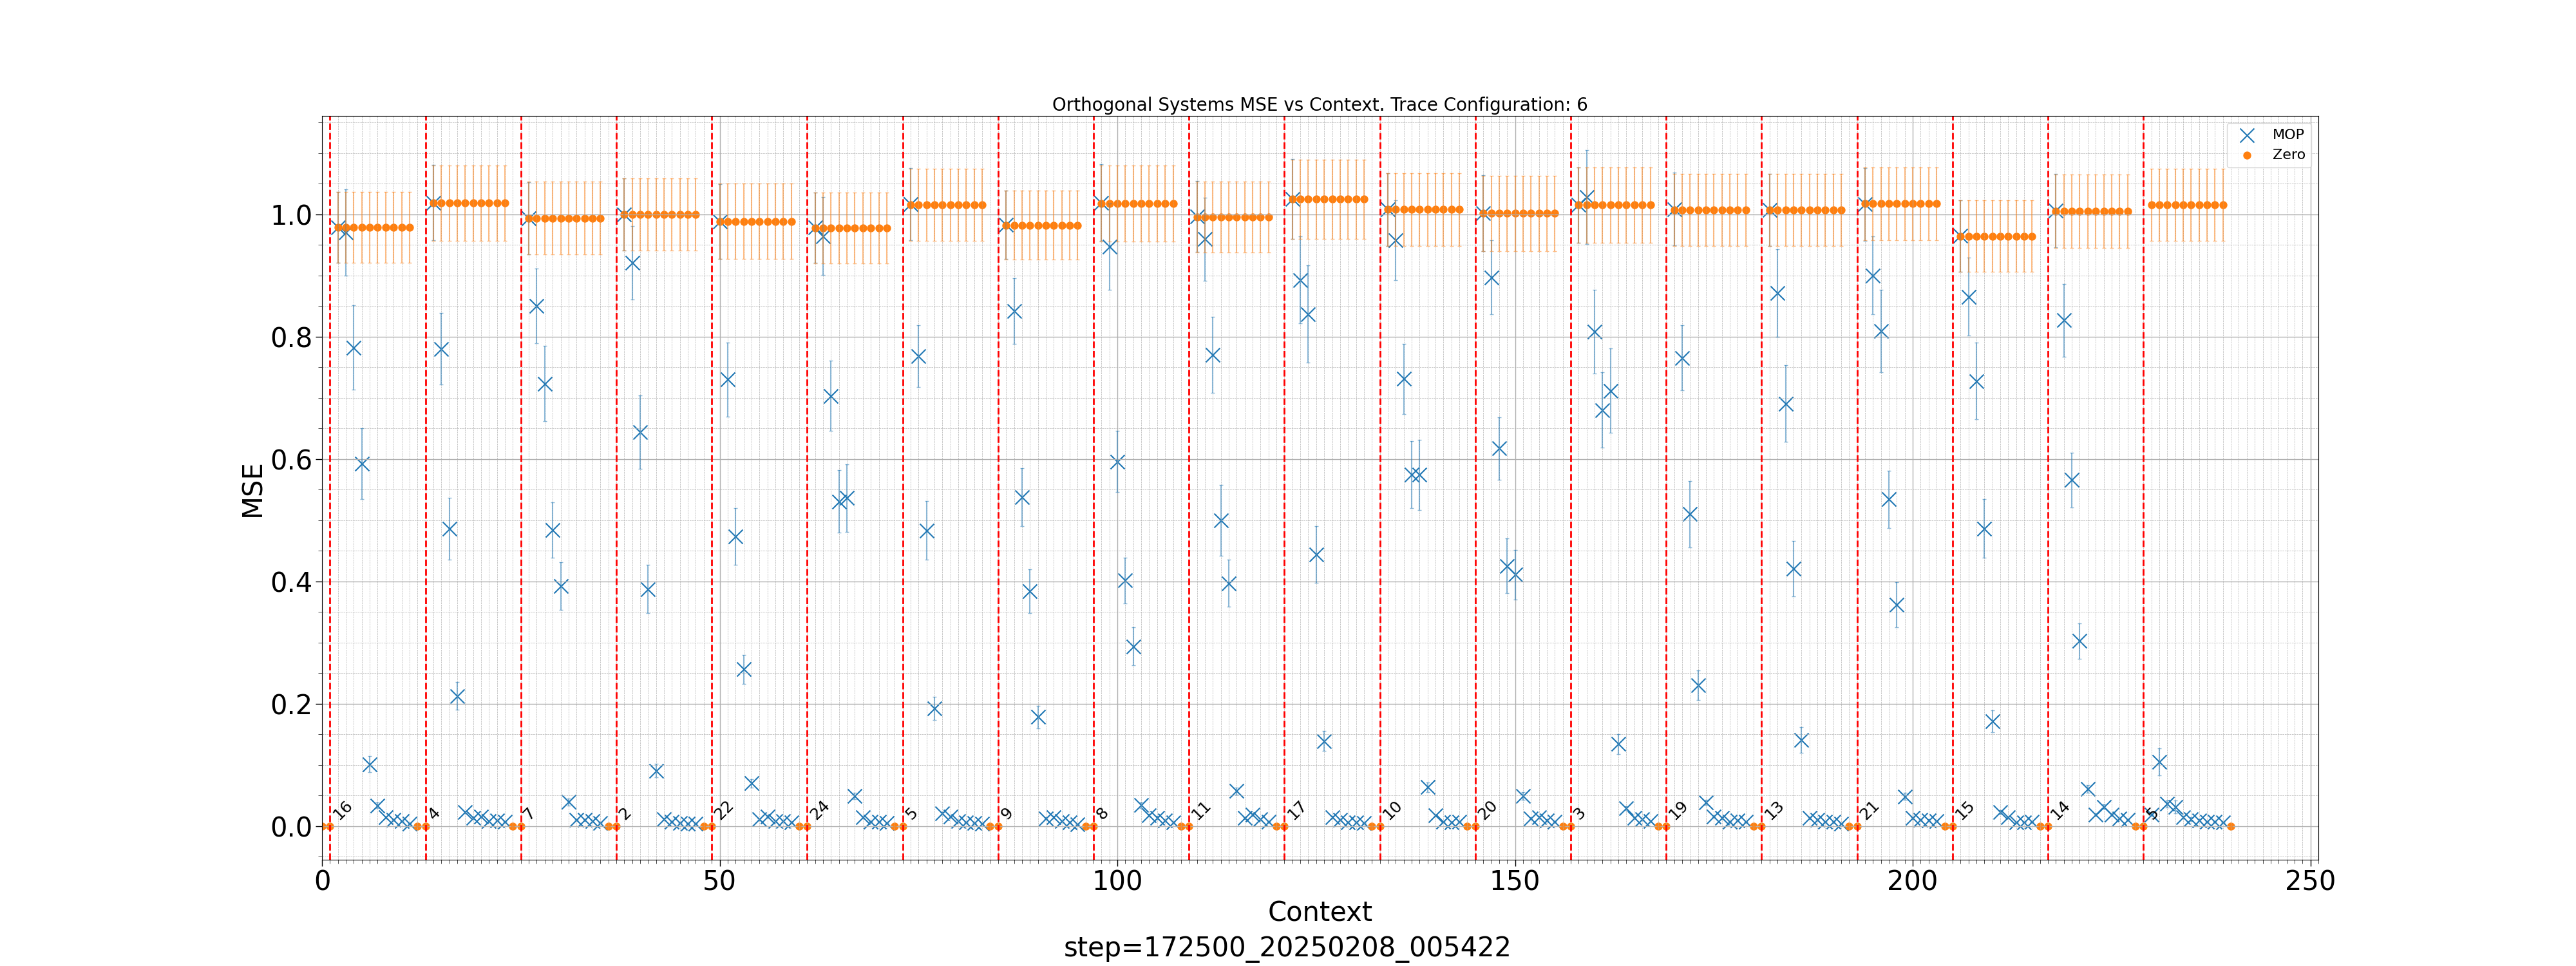 Orthogonal Systems MSE vs Context. Trace Configuration: 6
MOP
Zero
MSE
1.0
0.8
0.6
0.4
0.2
0.0
16 4 7 2 22 24 5 9 8 11 17 10 20 3 19 13 21 15 14 5
0 50 100 150 200 250
Context
step=172500_20250208_005422